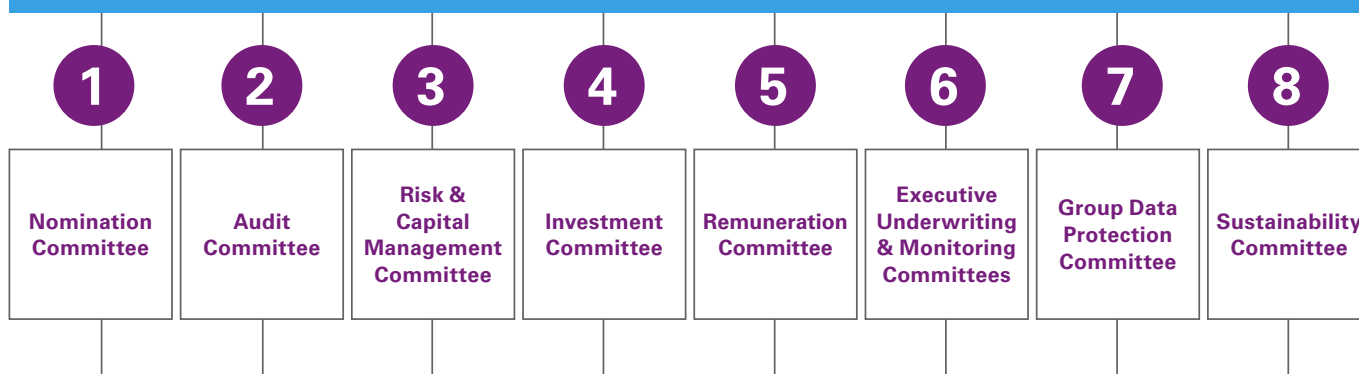 1
2
3
4
5
6
7
8
Nomination
Committee
Audit
Committee
Risk &
Capital
Management
Committee
Investment
Committee
Remuneration
Committee
Executive
Underwriting
& Monitoring
Committees
Group Data
Protection
Committee
Sustainability
Committee